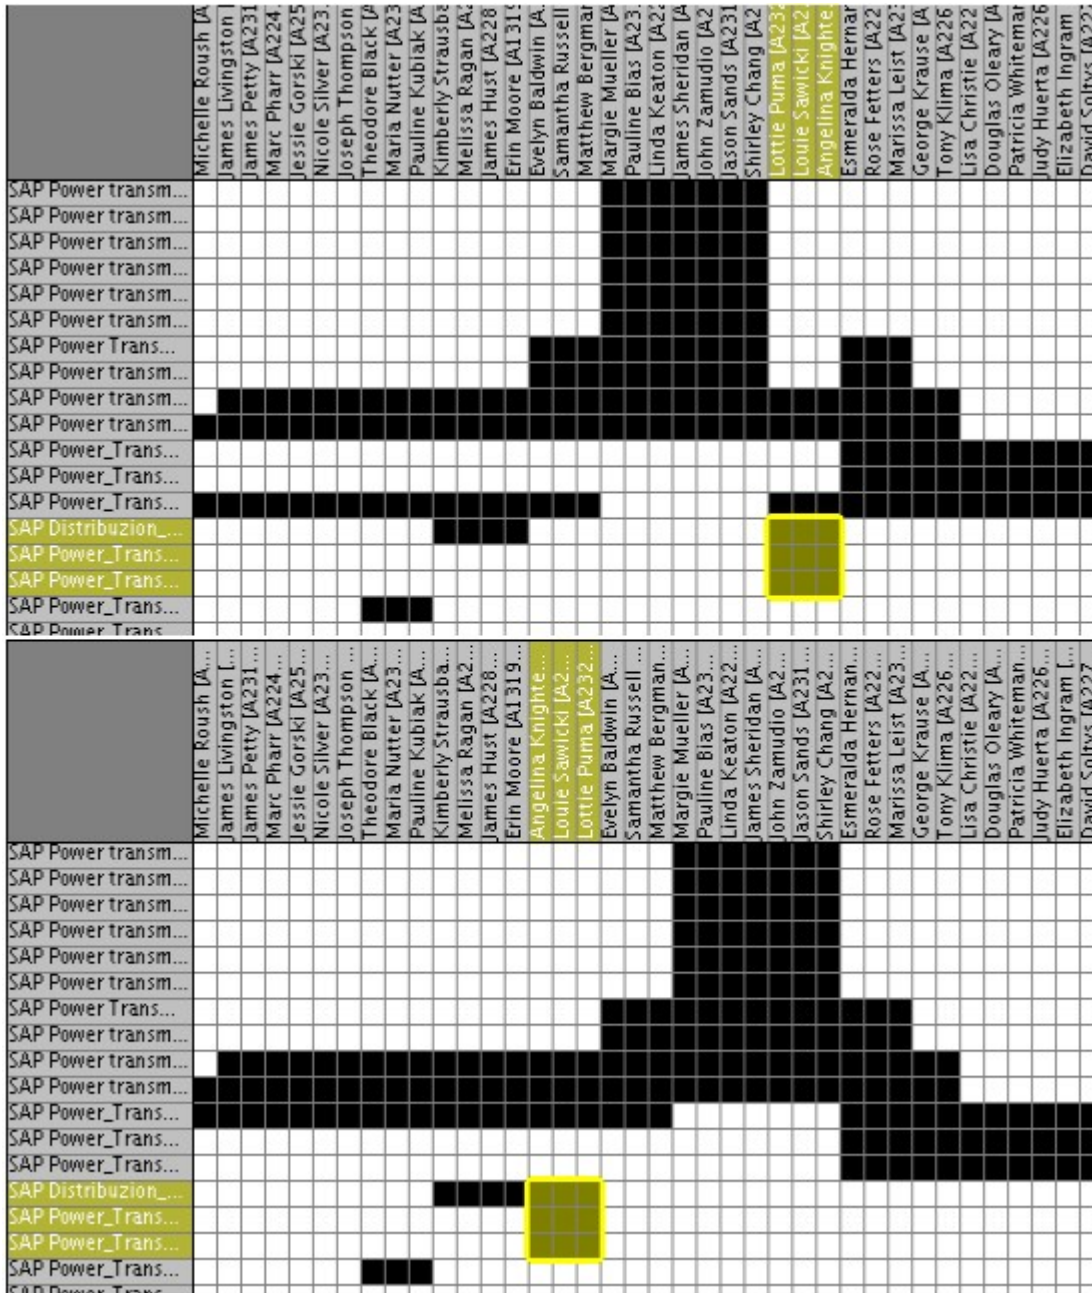 Michelle Roush [A
James Livingston [
James Petty [A231
Marc Pharr [A224.
Jessie Gorski [A25
Nicole Silver [A23.
Joseph Thompson
Theodore Black [A
Maria Nutter [A23
Pauline Kubiak [A.
Kimberly Strausba
Melissa Ragan [A2
James Hust [A228
Erin Moore [A1319
Evelyn Baldwin [A.
Samantha Russell
Matthew Bergman
Margie Mueller [A
Pauline Bias [A23.
Linda Keaton [A22
James Sheridan [A
John Zamudio [A2
Jason Sands [A231
Shirley Chang [A2
Lottie Puma [A232
Louie Sawicki [A2
Angelina Knighte
Esmeralda Hernan
Rose Fetters [A22
Marissa Leist [A23
George Krause [A
Tony Klima [A226
Lisa Christie [A22
Douglas Oleary [A
Patricia Whiteman
Judy Huerta [A226
Elizabeth Ingram
SAP Power transm...
SAP Power transm...
SAP Power transm...
SAP Power transm...
SAP Power transm...
SAP Power transm...
SAP Power Trans...
SAP Power transm...
SAP Power transm...
SAP Power transm...
SAP Power_Trans...
SAP Power_Trans...
SAP Power_Trans...
SAP Distribuzion_...
SAP Power_Trans...
SAP Power_Trans...
SAP Power_Trans...
SAP Power_Trans
Michelle Roush [A...
James Livingston [...
James Petty [A231...
Marc Pharr [A224...
Jessie Gorski [A25...
Nicole Silver [A23...
Joseph Thompson ...
Theodore Black [A...
Maria Nutter [A23...
Pauline Kubiak [A...
Kimberly Strausba...
Melissa Ragan [A2...
James Hust [A228...
Erin Moore [A1319...
Angelina Knighte...
Louie Sawicki [A2...
Lottie Puma [A232...
Evelyn Baldwin [A...
Samantha Russell ...
Matthew Bergman...
Margie Mueller [A...
Pauline Bias [A23...
Linda Keaton [A22...
James Sheridan [A...
John Zamudio [A2...
Jason Sands [A231...
Shirley Chang [A2...
Esmeralda Hernan...
Rose Fetters [A22...
Marissa Leist [A23...
George Krause [A...
Tony Klima [A226...
Lisa Christie [A22...
Douglas Oleary [A...
Patricia Whiteman...
Judy Huerta [A226...
Elizabeth Ingram [...
SAP Power transm...
SAP Power transm...
SAP Power transm...
SAP Power transm...
SAP Power transm...
SAP Power transm...
SAP Power Trans...
SAP Power transm...
SAP Power transm...
SAP Power transm...
SAP Power_Trans...
SAP Power_Trans...
SAP Power_Trans...
SAP Distribuzion_...
SAP Power_Trans...
SAP Power_Trans...
SAP Power_Trans...